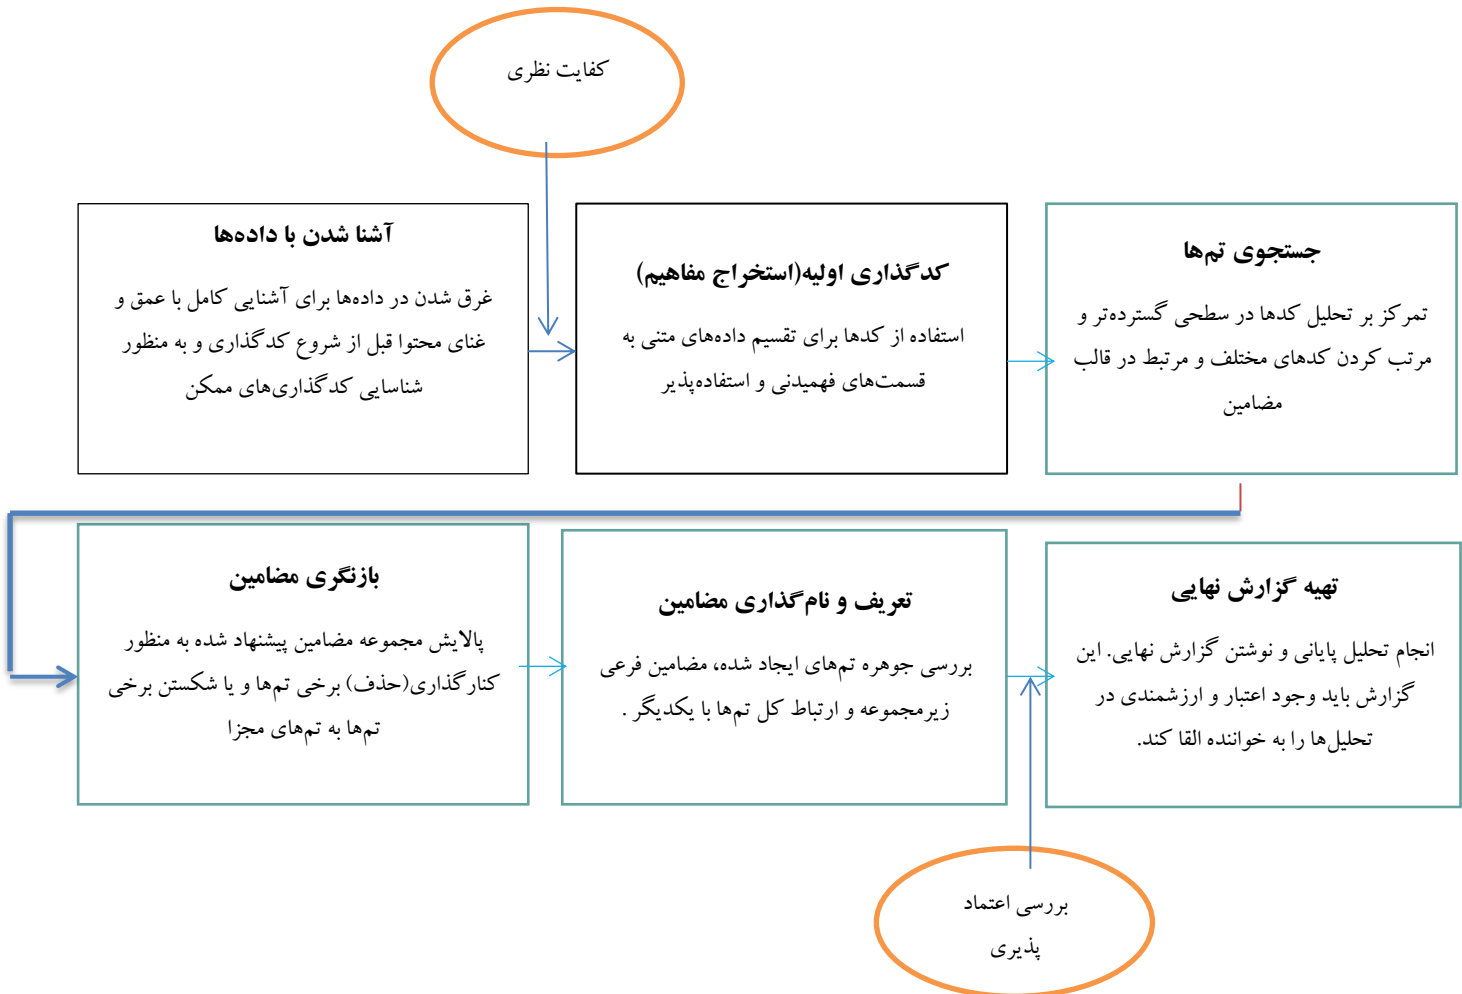 کفایت نظری
آشنا شدن با داده‌ها
غرق شدن در داده‌ها برای آشنایی کامل با عمق و
غنای محتوا قبل از شروع کدگذاری و به منظور
شناسایی کدگذاری‌های ممکن
کدگذاری اولیه(استخراج مفاهیم)
استفاده از کدها برای تقسیم داده‌های متنی به
قسمت‌های فهمیدنی و استفاده‌پذیر
جستجوی تم‌ها
تمرکز بر تحلیل کدها در سطحی گسترده‌تر و
مرتب کردن کدهای مختلف و مرتبط در قالب
مضامین
بازنگری مضامین
پالایش مجموعه مضامین پیشنهاد شده به منظور
کنارگذاری(حذف) برخی تم‌ها و یا شکستن برخی
تم‌ها به تم‌های مجزا
تعریف و نام‌گذاری مضامین
بررسی جوهره تم‌های ایجاد شده، مضامین فرعی
زیرمجموعه و ارتباط کل تم‌ها با یکدیگر .
تهیه گزارش نهایی
انجام تحلیل پایانی و نوشتن گزارش نهایی. این
گزارش باید وجود اعتبار و ارزشمندی در
تحلیل‌ها را به خواننده القا کند.
بررسی اعتماد
پذیری